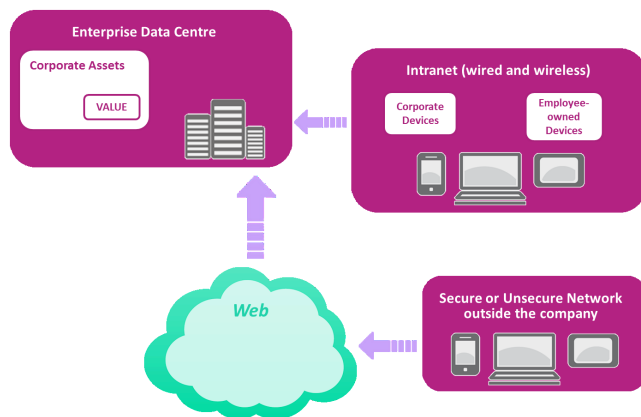 Enterprise Data Centre
Corporate Assets
VALUE
Intranet (wired and wireless)
Corporate
Devices
Employee-
owned
Devices
Web
Secure or Unsecure Network
outside the company